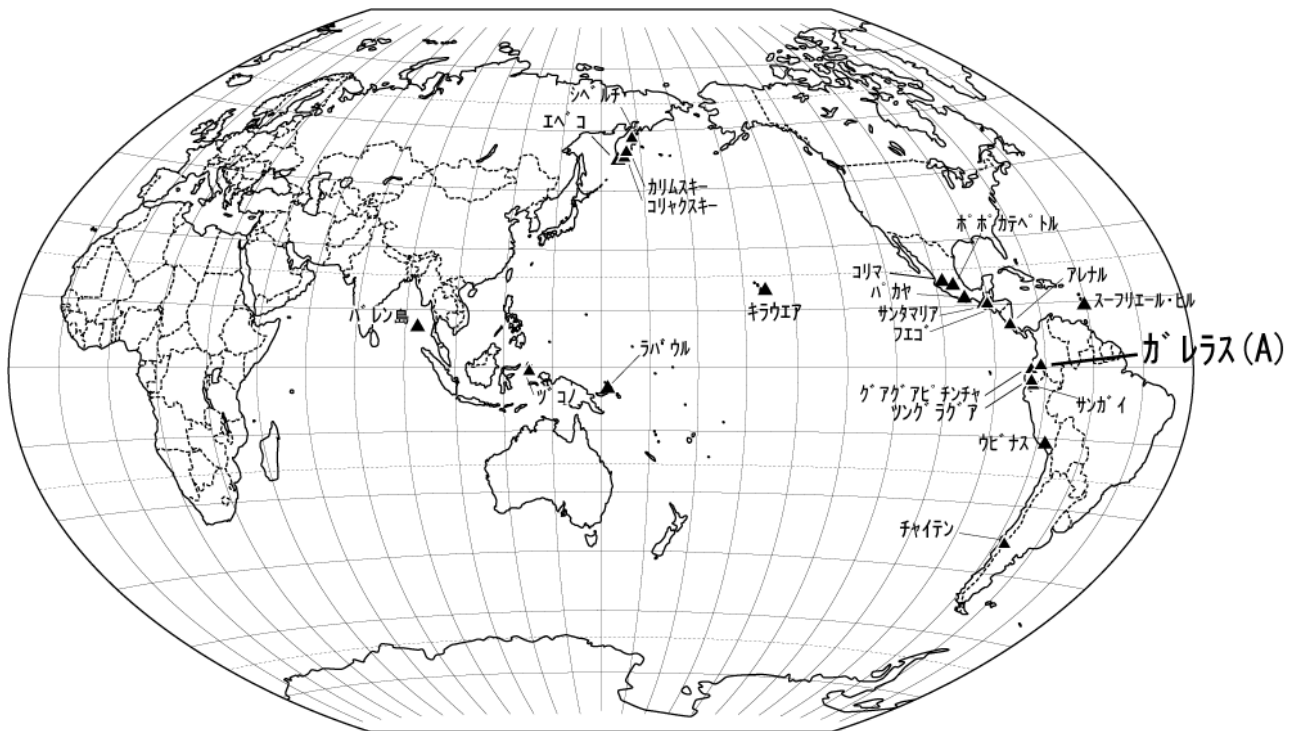 シベルチ
エベコ
カリムスキー
コリャクスキー
ポポカテペトル
コリマ
アレナル
パカヤ
キラウエア
サンタマリア
スーフリエール・ヒル
フエゴ
バレン島
ラバウル
ガレラス(A)
グアグアピチンチャ
ヅコノ
ツングラグア
サンガイ
ウビナス
チャイテン